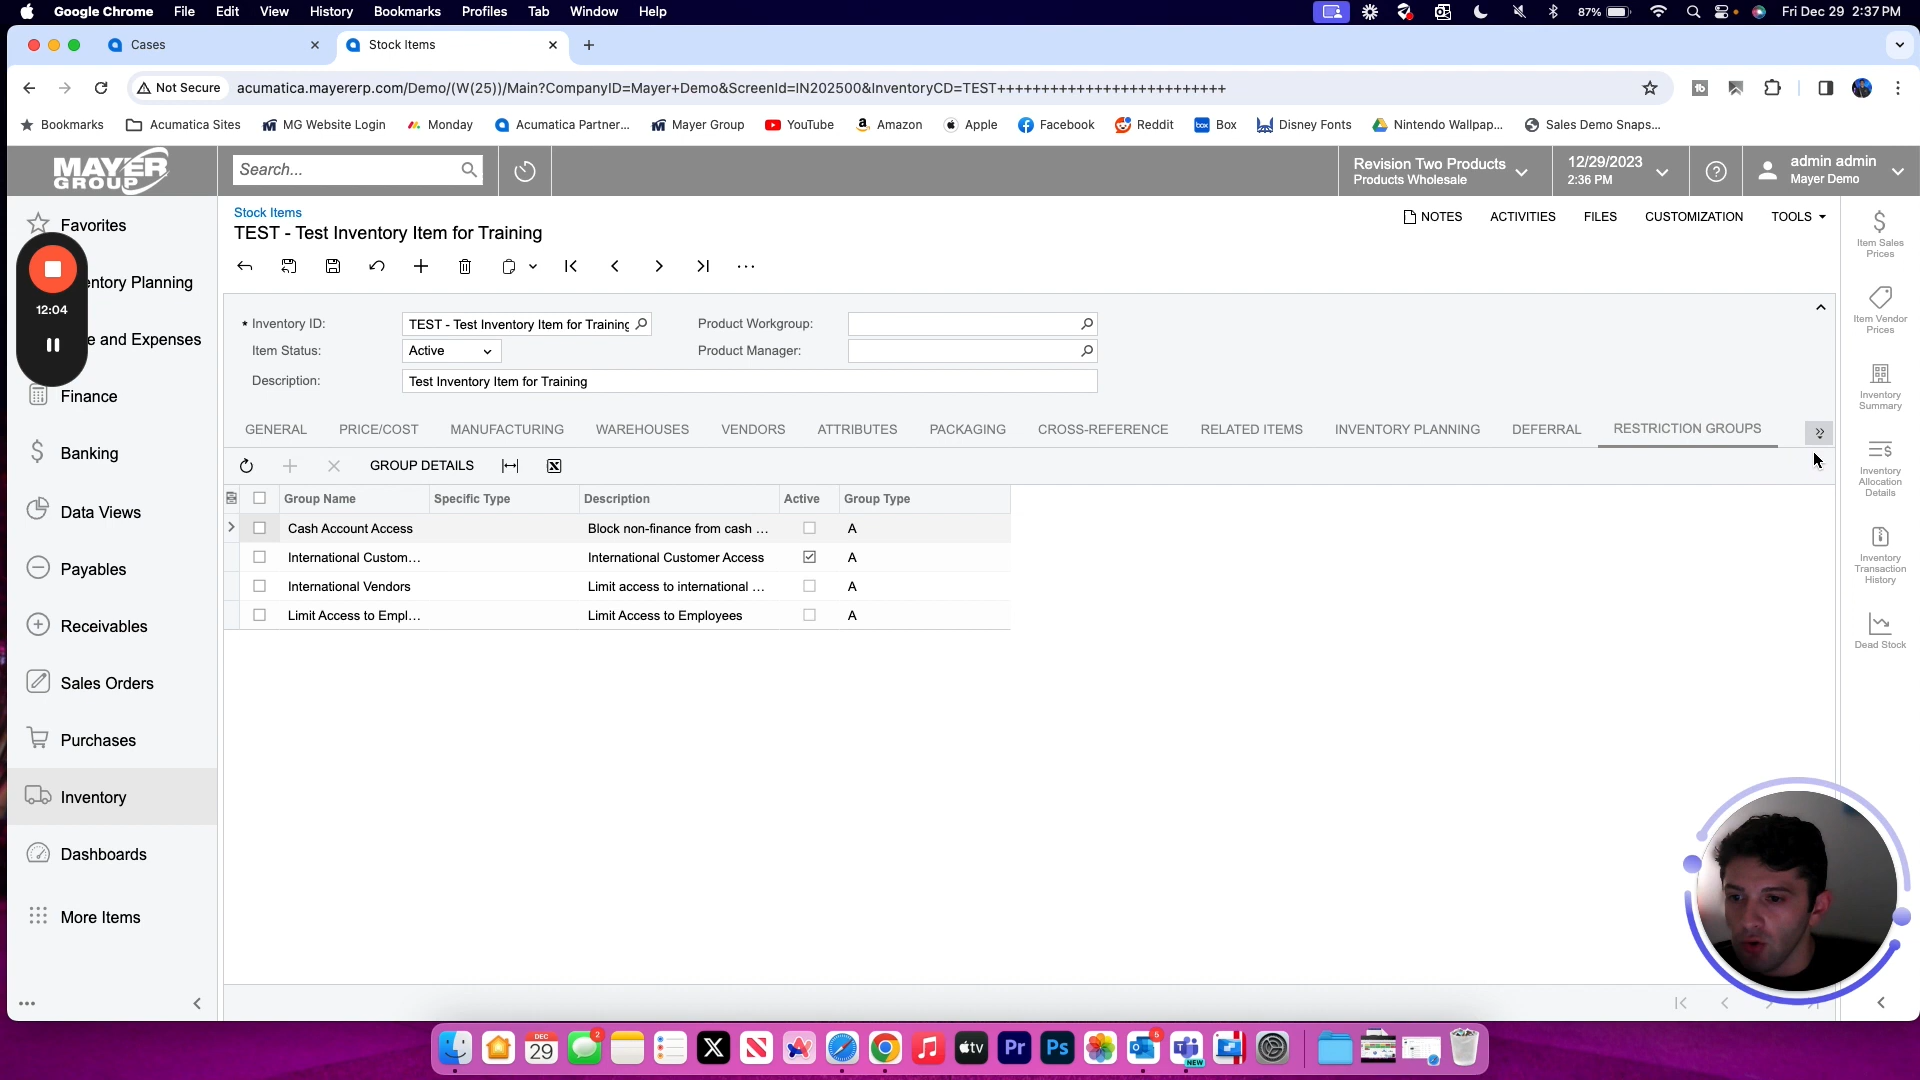 Google Chrome File Edit View History Bookmarks Profiles Tab Window Help 87% Fri Dec 29 2:37 PM
Cases Stock Items
Not Secure acumatica.mayererp.com/Demo/(W(25))/Main?CompanyID=Mayer+Demo&ScreenId=IN202500&InventoryCD=TEST++++++++++++++++++++++++++
Bookmarks Acumatica Sites MG Website Login Monday Acumatica Partner... Mayer Group YouTube Amazon Apple Facebook Reddit Box Disney Fonts Nintendo Wallpap... Sales Demo Snaps...
MAYER GROUP Search... Revision Two Products 12/29/2023 admin admin
Products Wholesale 2:36 PM Mayer Demo
Stock Items NOTES ACTIVITIES FILES CUSTOMIZATION TOOLS
TEST - Test Inventory Item for Training
Favorites
entory Planning
12:04
e and Expenses
Finance
Banking
Data Views
Payables
Receivables
Sales Orders
Purchases
Inventory
Dashboards
More Items
* Inventory ID: TEST - Test Inventory Item for Training Product Workgroup:
Item Status: Active Product Manager:
Description: Test Inventory Item for Training
GENERAL PRICE/COST MANUFACTURING WAREHOUSES VENDORS ATTRIBUTES PACKAGING CROSS-REFERENCE RELATED ITEMS INVENTORY PLANNING DEFERRAL RESTRICTION GROUPS
GROUP DETAILS
Group Name Specific Type Description Active Group Type
Cash Account Access Block non-finance from cash ... A
International Custom... International Customer Access A
International Vendors Limit access to international ... A
Limit Access to Empl... Limit Access to Employees A
Item Sales
Prices
Item Vendor
Prices
Inventory
Summary
Inventory
Allocation
Details
Inventory
Transaction
History
Dead Stock
DEC
29
2
X
tv
Pr
Ps
6
NEW